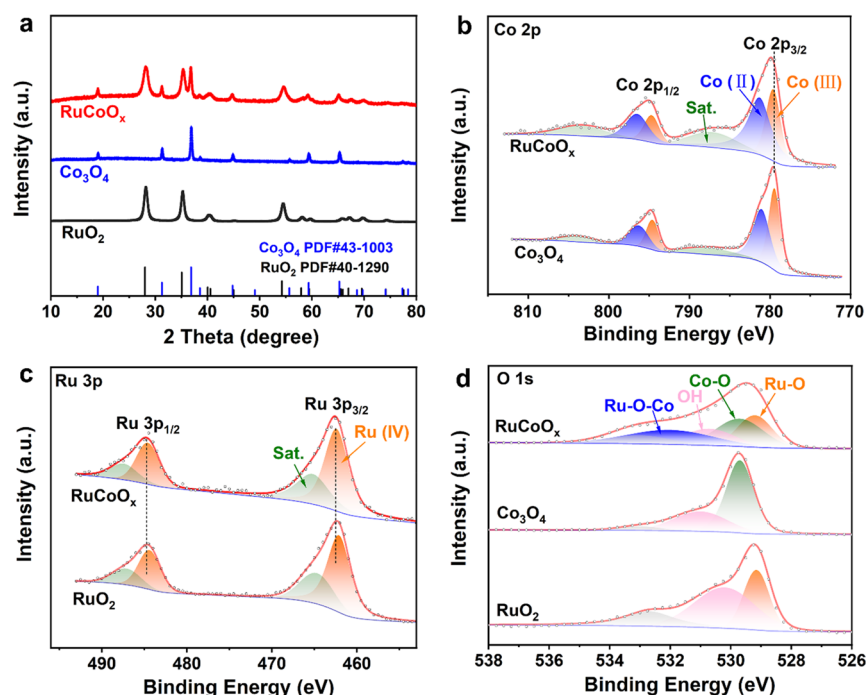 a
Intensity (a.u.)
RuCoOₓ
Co₃O₄
RuO₂
Co₃O₄ PDF#43-1003
RuO₂ PDF#40-1290
10 20 30 40 50 60 70 80
2 Theta (degree)
b
Co 2p
Intensity (a.u.)
Co 2p₃/₂
Co 2p₁/₂
Co (II)
Co (III)
Sat.
RuCoOₓ
Co₃O₄
810 800 790 780 770
Binding Energy (eV)
c
Ru 3p
Intensity (a.u.)
Ru 3p₁/₂
Ru 3p₃/₂
Ru (IV)
Sat.
RuCoOₓ
RuO₂
490 480 470 460
Binding Energy (eV)
d
O 1s
Intensity (a.u.)
Ru-O-Co
OH
Co-O
Ru-O
RuCoOₓ
Co₃O₄
RuO₂
538 536 534 532 530 528 526
Binding Energy (eV)